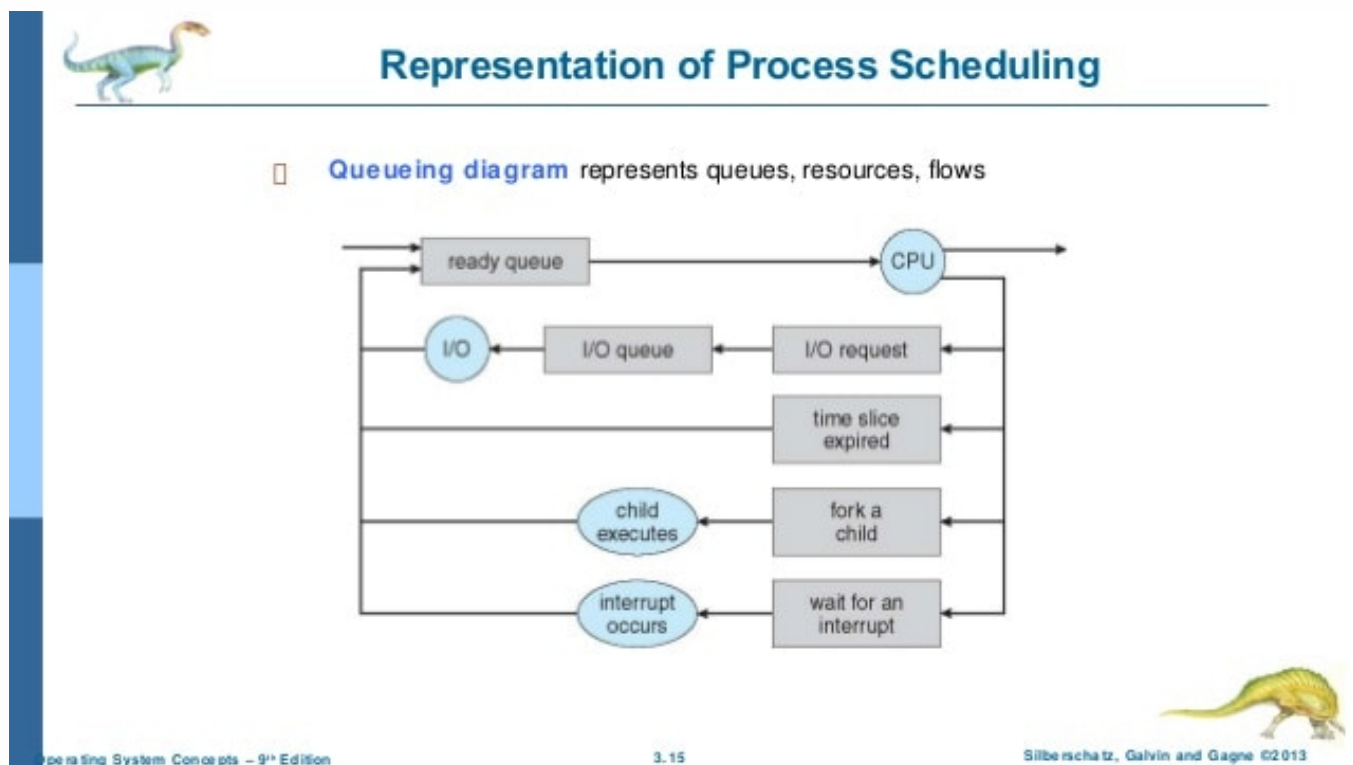 Representation of Process Scheduling
Queueing diagram represents queues, resources, flows
ready queue
CPU
I/O
I/O queue
I/O request
time slice
expired
child
executes
fork a
child
interrupt
occurs
wait for an
interrupt
Operating System Concepts – 9th Edition
3.15
Silberschatz, Galvin and Gagne ©2013